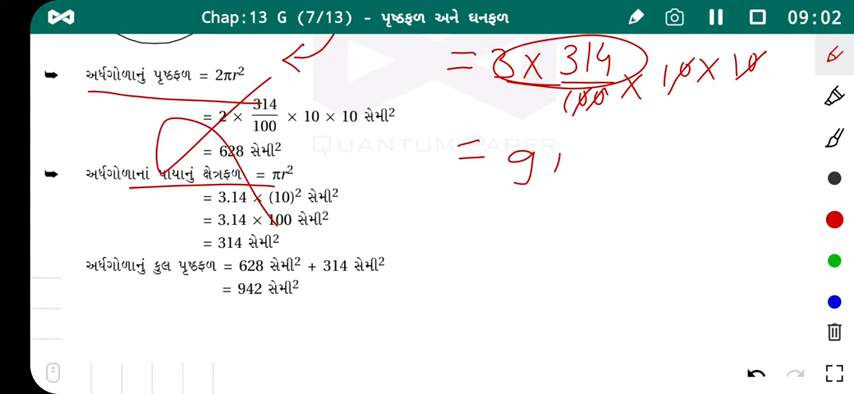 Chap:13 G (7/13) - પૃષ્ઠફળ અને ઘનફળ
09:02
= 3 × 314 / 100 × 10 × 10
➥ અર્ધગોળાનું પૃષ્ઠફળ = 2πr²
= 2 × 314/100 × 10 × 10 સેમી²
= 628 સેમી²
QUANTUM PAPER
= 9
➥ અર્ધગોળાનાં પાયાનું ક્ષેત્રફળ = πr²
= 3.14 × (10)² સેમી²
= 3.14 × 100 સેમી²
= 314 સેમી²
અર્ધગોળાનું કુલ પૃષ્ઠફળ = 628 સેમી² + 314 સેમી²
= 942 સેમી²